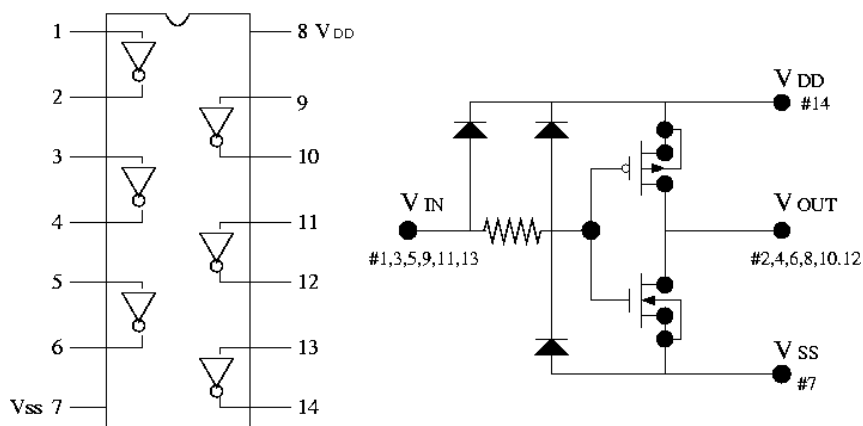 1
8 VDD
2
9
3
10
4
11
5
12
6
13
Vss 7
14
VDD
#14
VIN
#1,3,5,9,11,13
VOUT
#2,4,6,8,10.12
VSS
#7